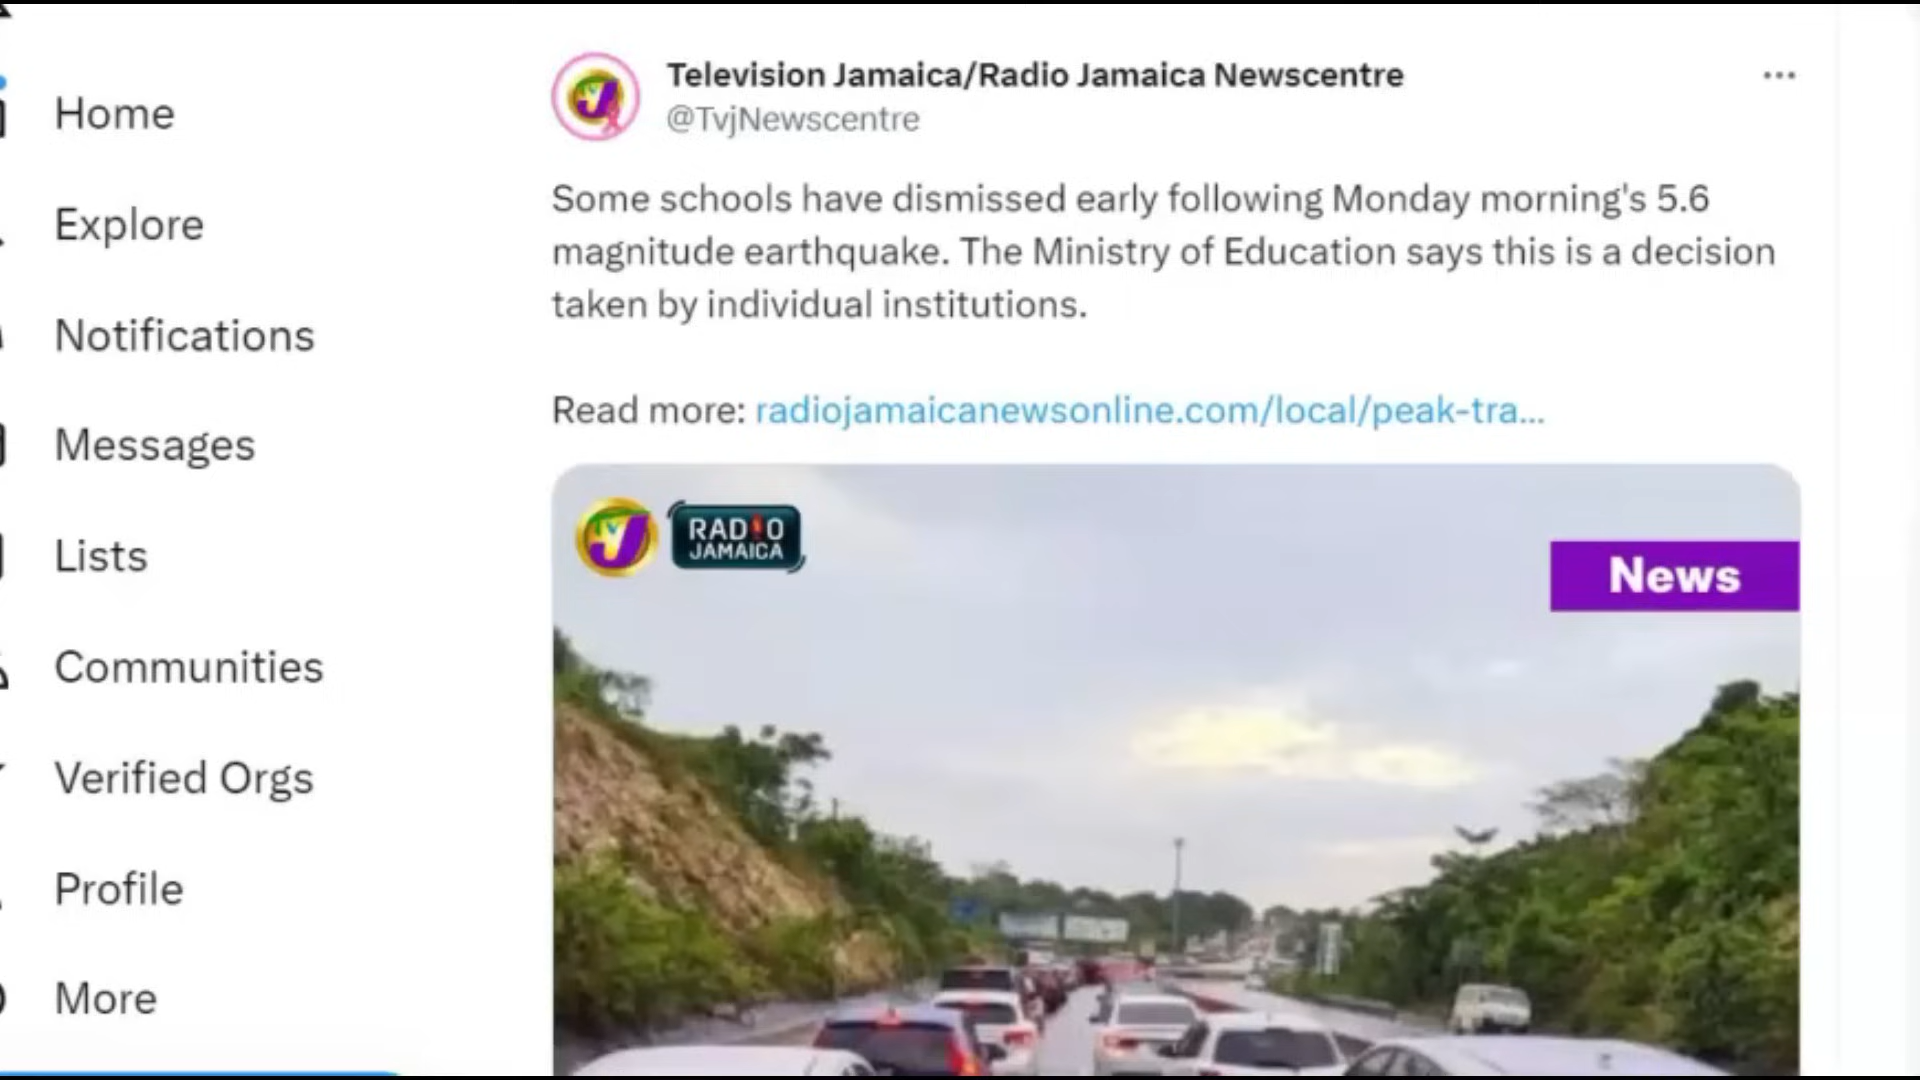 Home
Explore
Notifications
Messages
Lists
Communities
Verified Orgs
Profile
More
Television Jamaica/Radio Jamaica Newscentre
@TvjNewscentre
Some schools have dismissed early following Monday morning's 5.6
magnitude earthquake. The Ministry of Education says this is a decision
taken by individual institutions.
Read more: radiojamaicanewsonline.com/local/peak-tra...
TVJ
RADIO
JAMAICA
News